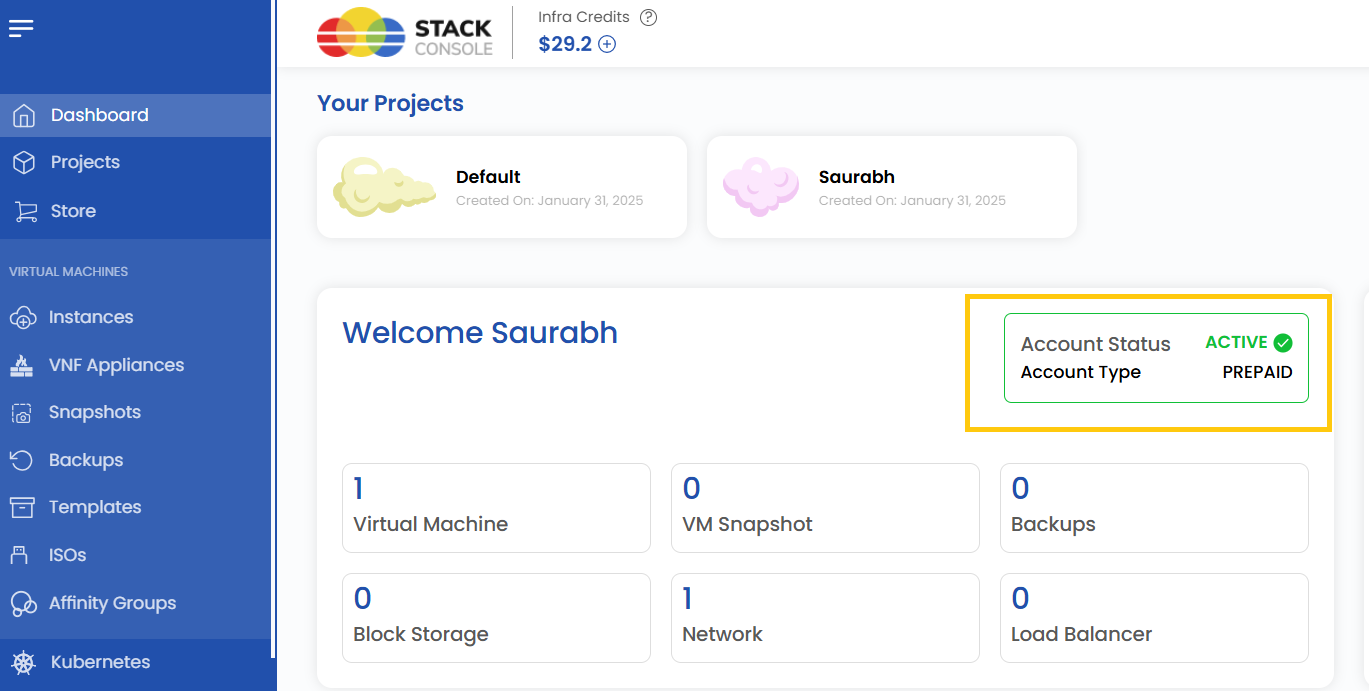 Dashboard
Projects
Store
VIRTUAL MACHINES
Instances
VNF Appliances
Snapshots
Backups
Templates
ISOs
Affinity Groups
Kubernetes
STACK
CONSOLE
Infra Credits ?
$29.2
Your Projects
Default
Created On: January 31, 2025
Saurabh
Created On: January 31, 2025
Welcome Saurabh
Account Status ACTIVE
Account Type PREPAID
1
Virtual Machine
0
VM Snapshot
0
Backups
0
Block Storage
1
Network
0
Load Balancer